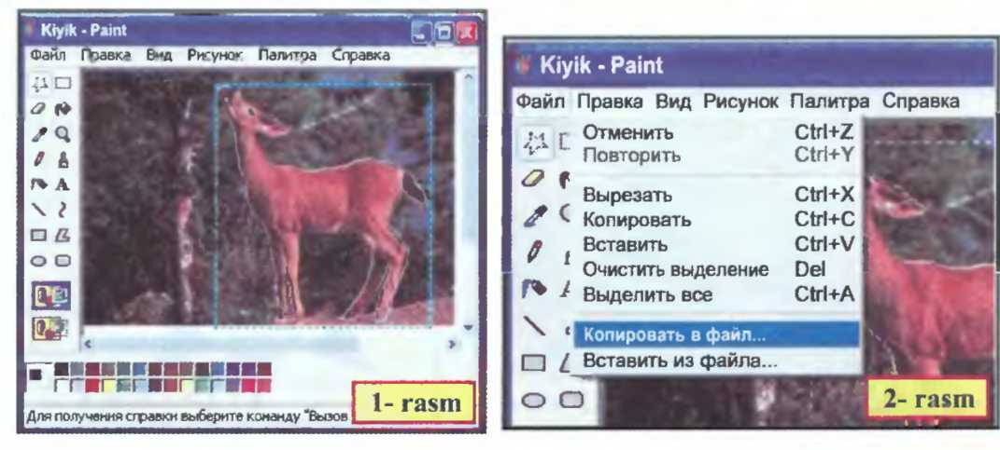 Kiyik - Paint
Файл Правка Вид Рисунок Палитра Справка
A
Для получения справки выберите команду "Вызов
1- rasm
Kiyik - Paint
Файл Правка Вид Рисунок Палитра Справка
Отменить Ctrl+Z
Повторить Ctrl+Y
Вырезать Ctrl+X
Копировать Ctrl+C
Вставить Ctrl+V
Очистить выделение Del
Выделить все Ctrl+A
Копировать в файл...
Вставить из файла...
2- rasm